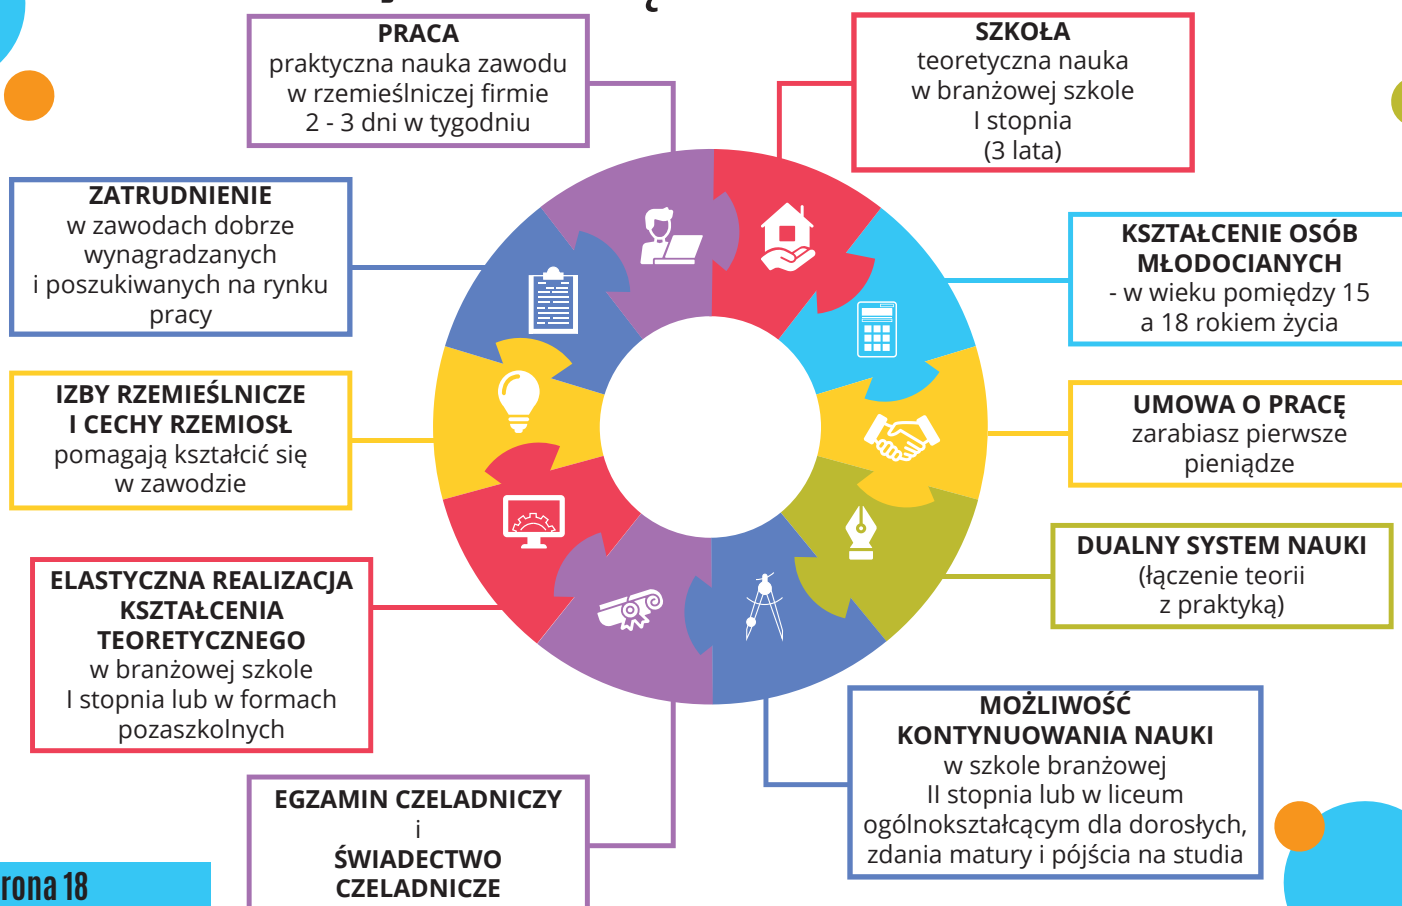 PRACA
praktyczna nauka zawodu
w rzemieślniczej firmie
2 - 3 dni w tygodniu
SZKOŁA
teoretyczna nauka
w branżowej szkole
I stopnia
(3 lata)
ZATRUDNIENIE
w zawodach dobrze
wynagradzanych
i poszukiwanych na rynku
pracy
KSZTAŁCENIE OSÓB
MŁODOCIANYCH
- w wieku pomiędzy 15
a 18 rokiem życia
IZBY RZEMIEŚLNICZE
I CECHY RZEMIOSŁ
pomagają kształcić się
w zawodzie
UMOWA O PRACĘ
zarabiasz pierwsze
pieniądze
DUALNY SYSTEM NAUKI
(łączenie teorii
z praktyką)
ELASTYCZNA REALIZACJA
KSZTAŁCENIA
TEORETYCZNEGO
w branżowej szkole
I stopnia lub w formach
pozaszkolnych
MOŻLIWOŚĆ
KONTYNUOWANIA NAUKI
w szkole branżowej
II stopnia lub w liceum
ogólnokształcącym dla dorosłych,
zdania matury i pójścia na studia
EGZAMIN CZELADNICZY
i
ŚWIADECTWO
CZELADNICZE
rona 18